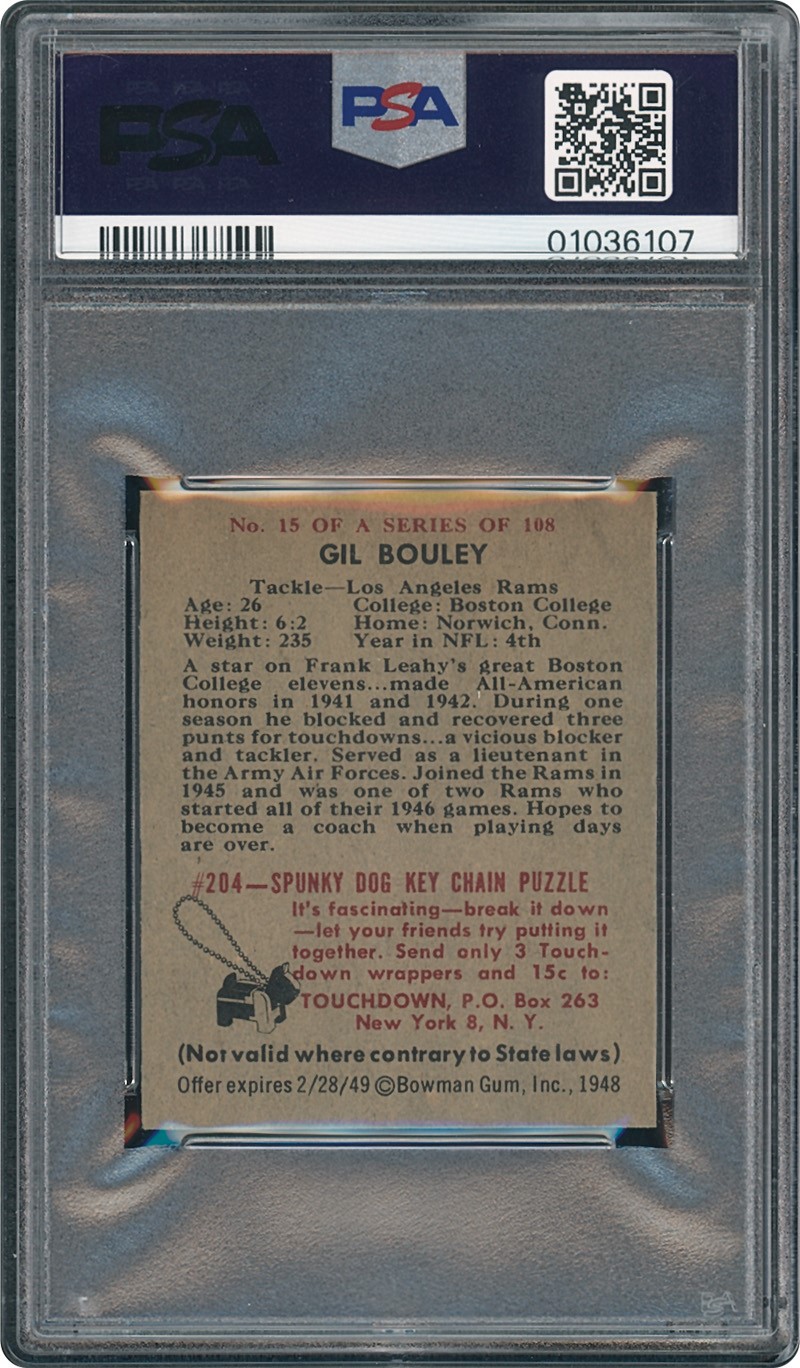 PSA
PSA
01036107
No. 15 OF A SERIES OF 108
GIL BOULEY
Tackle—Los Angeles Rams
Age: 26 College: Boston College
Height: 6:2 Home: Norwich, Conn.
Weight: 235 Year in NFL: 4th
A star on Frank Leahy's great Boston
College elevens...made All-American
honors in 1941 and 1942. During one
season he blocked and recovered three
punts for touchdowns...a vicious blocker
and tackler. Served as a lieutenant in
the Army Air Forces. Joined the Rams in
1945 and was one of two Rams who
started all of their 1946 games. Hopes to
become a coach when playing days
are over.
#204—SPUNKY DOG KEY CHAIN PUZZLE
It's fascinating—break it down
—let your friends try putting it
together. Send only 3 Touch-
down wrappers and 15c to:
TOUCHDOWN, P.O. Box 263
New York 8, N. Y.
(Not valid where contrary to State laws)
Offer expires 2/28/49 ©Bowman Gum, Inc., 1948
PSA